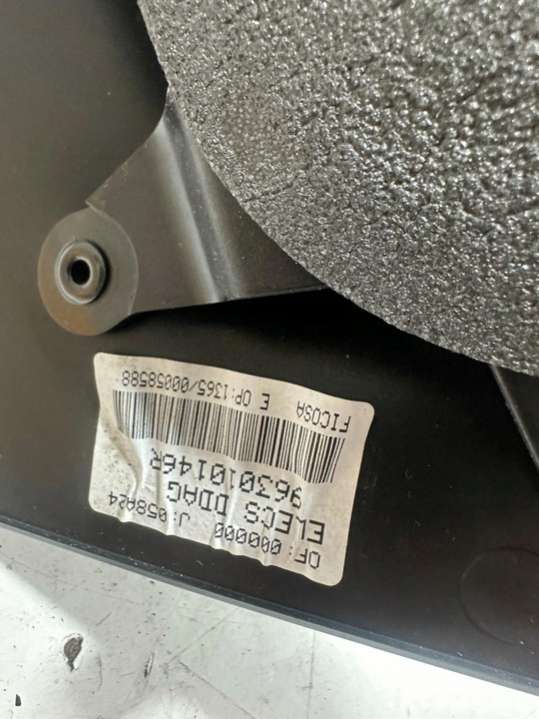 FICOSA E OP:1365/00058588
963010146R
ELECS DDAG
OF:000000 J:058A24